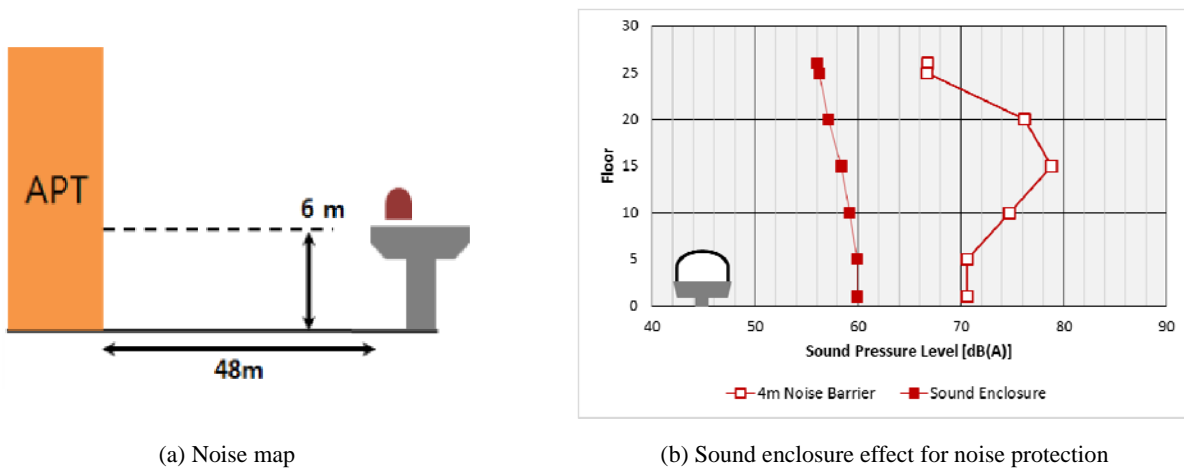 APT
6 m
48m
30
25
20
15
10
5
0
Floor
40 50 60 70 80 90
Sound Pressure Level [dB(A)]
4m Noise Barrier Sound Enclosure
(a) Noise map
(b) Sound enclosure effect for noise protection